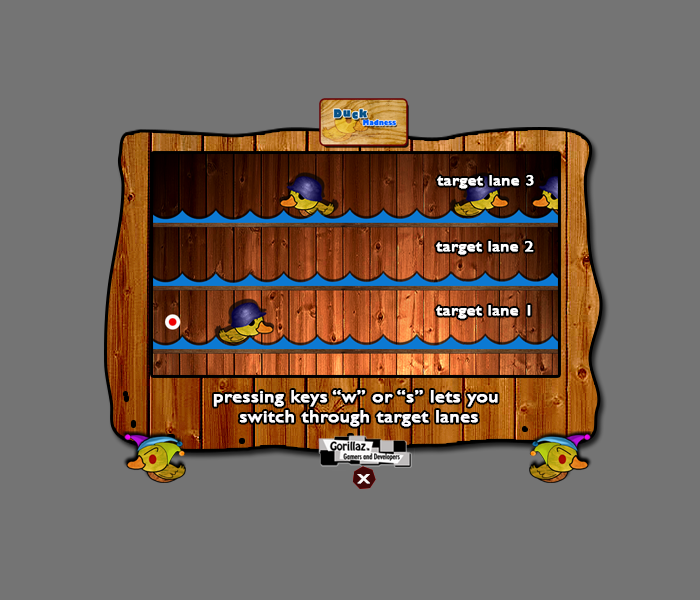 Duck
Madness
target lane 3
target lane 2
target lane 1
pressing keys “w” or “s” lets you
switch through target lanes
Gorillaz.
Gamers and Developers
X